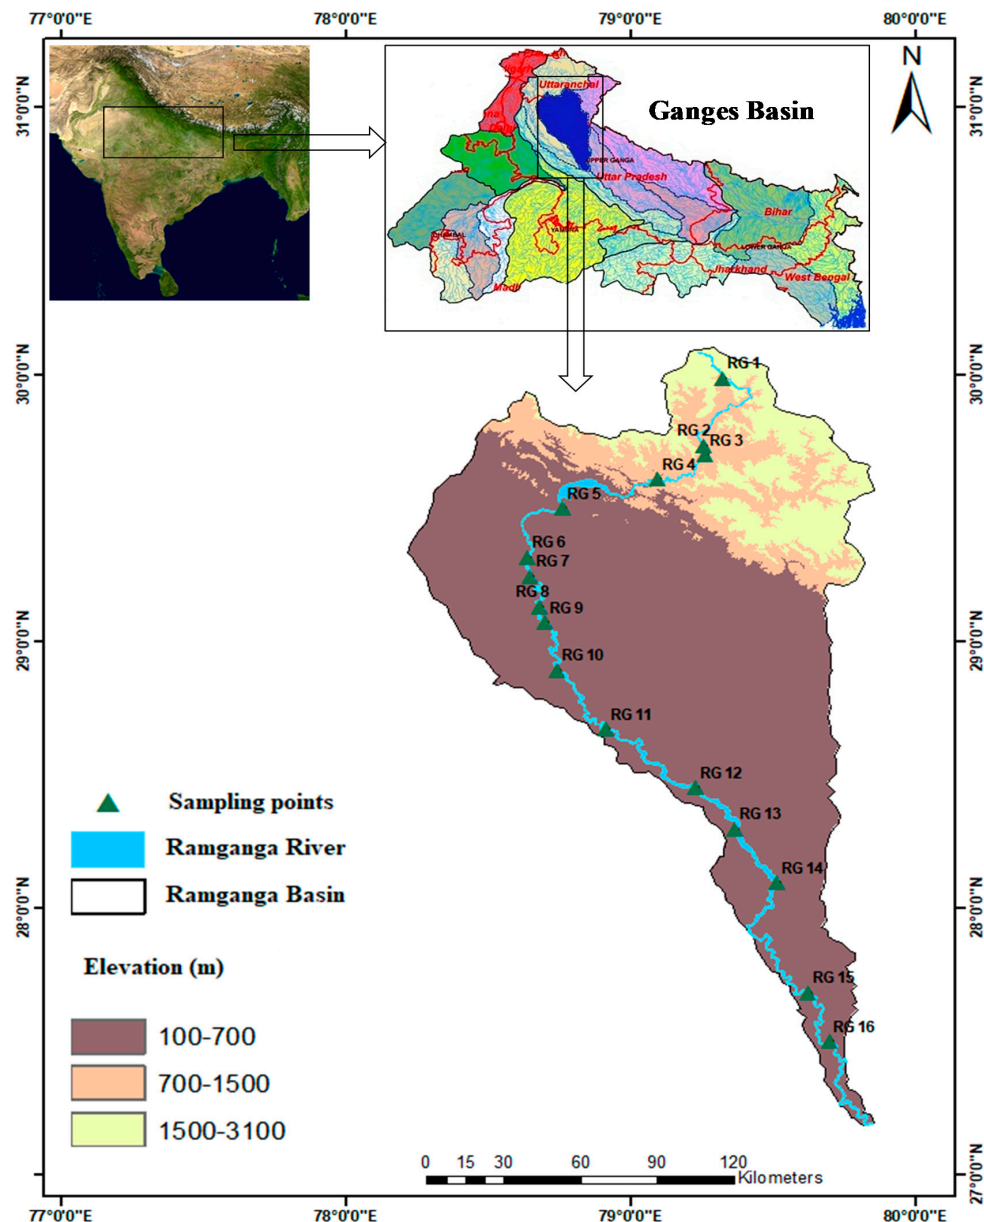 77°0'0"E 78°0'0"E 79°0'0"E 80°0'0"E
31°0'0"N
31°0'0"N
N
Ganges Basin
Uttaranchal
UPPER GANGA
Uttar Pradesh
Bihar
YAMUNA
LOWER GANGA
Jharkhand
West Bengal
Madh
30°0'0"N
30°0'0"N
RG 1
RG 2
RG 3
RG 4
RG 5
RG 6
RG 7
RG 8
RG 9
29°0'0"N
29°0'0"N
RG 10
RG 11
RG 12
RG 13
RG 14
RG 15
RG 16
Sampling points
Ramganga River
Ramganga Basin
28°0'0"N
28°0'0"N
Elevation (m)
100-700
700-1500
1500-3100
0 15 30 60 90 120
Kilometers
27°0'0"N
27°0'0"N
77°0'0"E 78°0'0"E 79°0'0"E 80°0'0"E